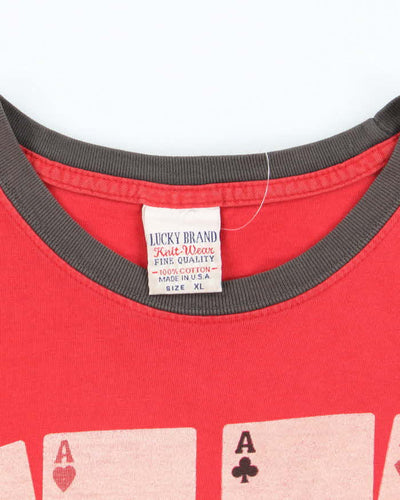 LUCKY BRAND
Knit-Wear
FINE QUALITY
100% COTTON
MADE IN U.S.A.
SIZE XL
A
A